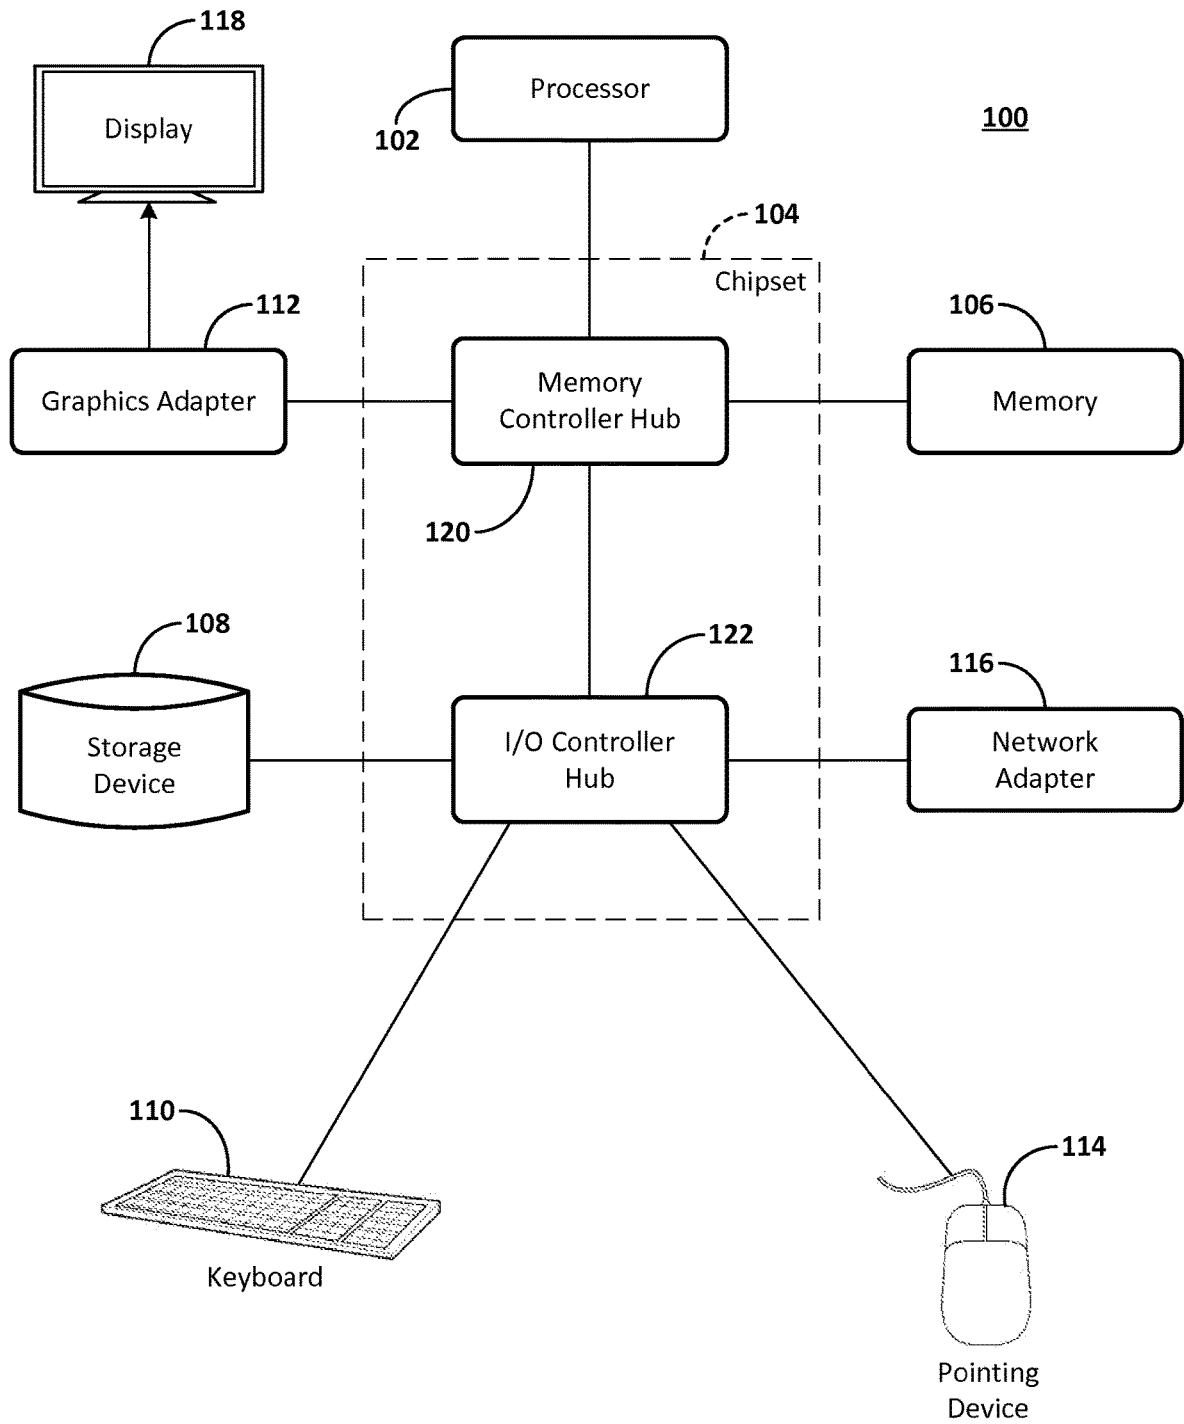 118
Display
Processor
102
100
104
Chipset
112
Graphics Adapter
Memory
Controller Hub
106
Memory
120
108
Storage
Device
122
I/O Controller
Hub
116
Network
Adapter
110
Keyboard
114
Pointing
Device